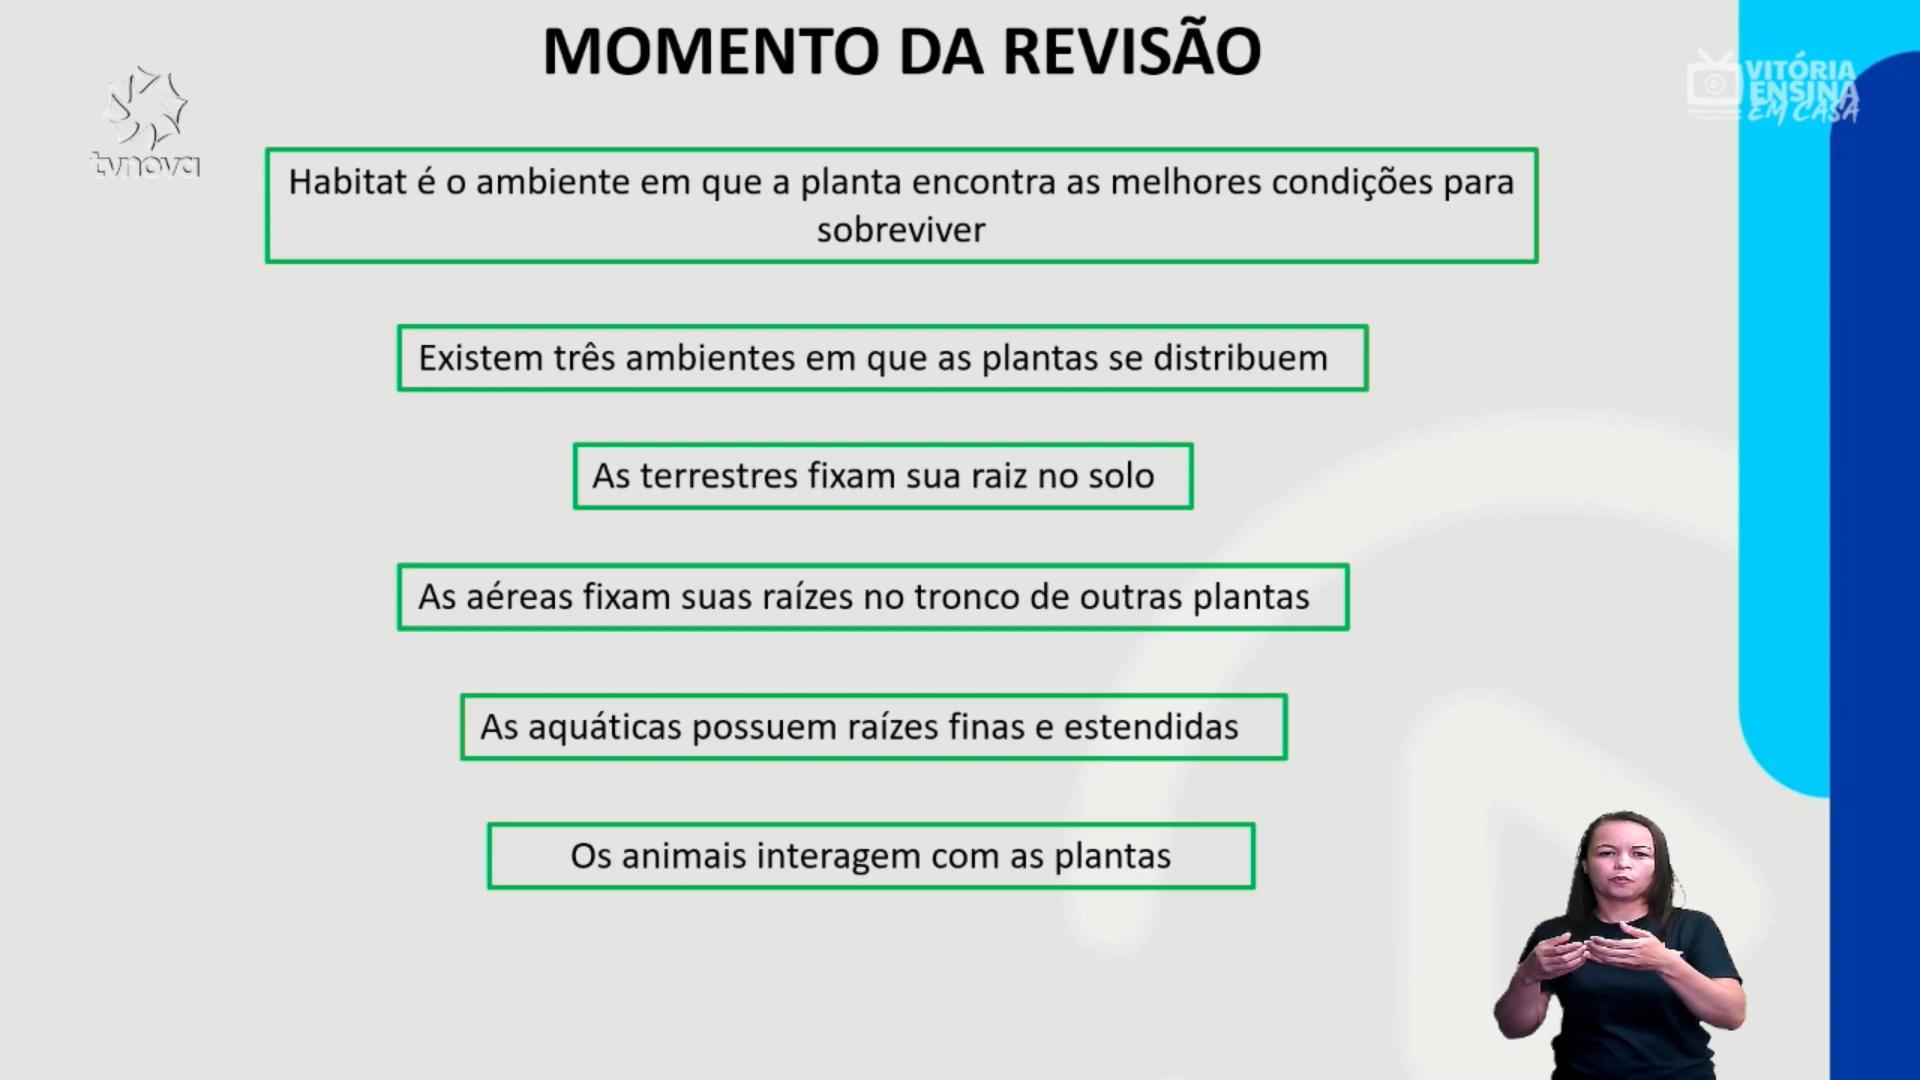 MOMENTO DA REVISÃO
tvnova
VITÓRIA
ENSINA
EM CASA
Habitat é o ambiente em que a planta encontra as melhores condições para
sobreviver
Existem três ambientes em que as plantas se distribuem
As terrestres fixam sua raiz no solo
As aéreas fixam suas raízes no tronco de outras plantas
As aquáticas possuem raízes finas e estendidas
Os animais interagem com as plantas